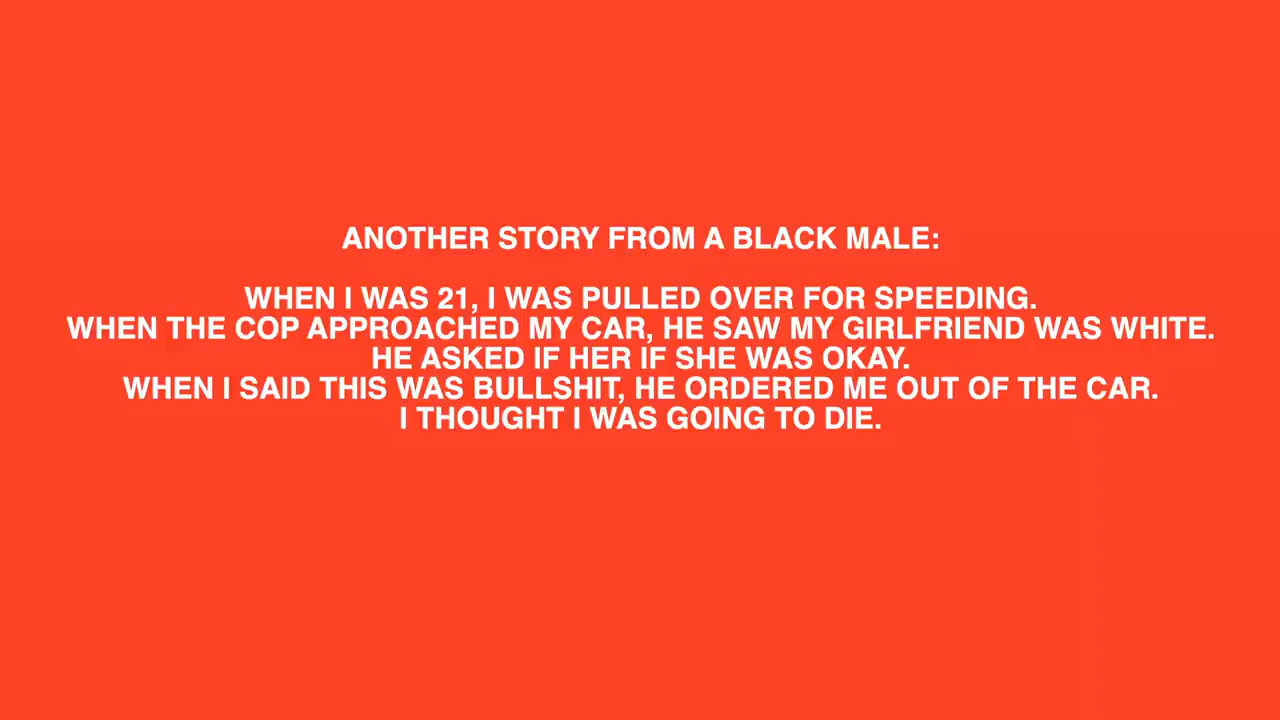 ANOTHER STORY FROM A BLACK MALE:
WHEN I WAS 21, I WAS PULLED OVER FOR SPEEDING.
WHEN THE COP APPROACHED MY CAR, HE SAW MY GIRLFRIEND WAS WHITE.
HE ASKED IF HER IF SHE WAS OKAY.
WHEN I SAID THIS WAS BULLSHIT, HE ORDERED ME OUT OF THE CAR.
I THOUGHT I WAS GOING TO DIE.